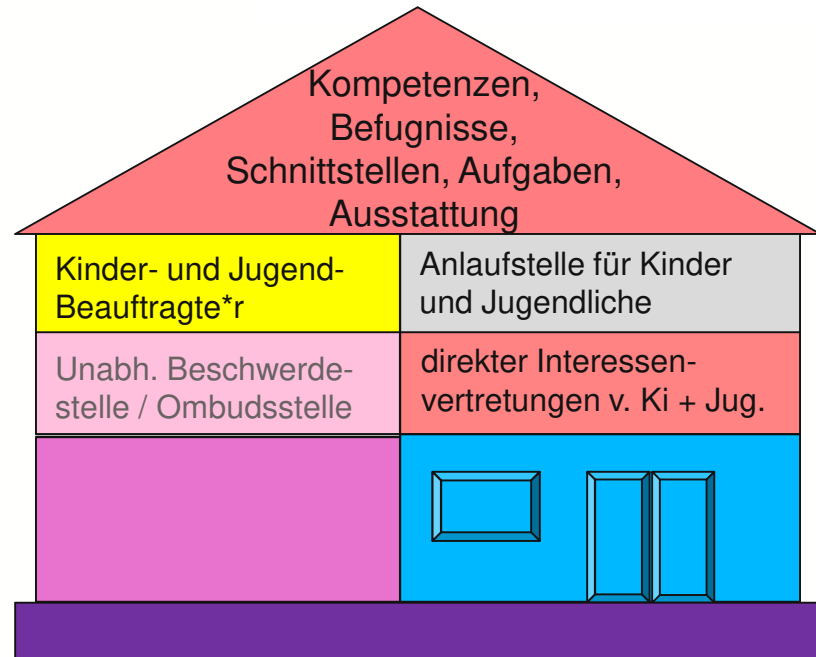 Kompetenzen,
Befugnisse,
Schnittstellen, Aufgaben,
Ausstattung
Kinder- und Jugend-
Beauftragte*r
Anlaufstelle für Kinder
und Jugendliche
Unabh. Beschwerde-
stelle / Ombudsstelle
direkter Interessen-
vertretungen v. Ki + Jug.